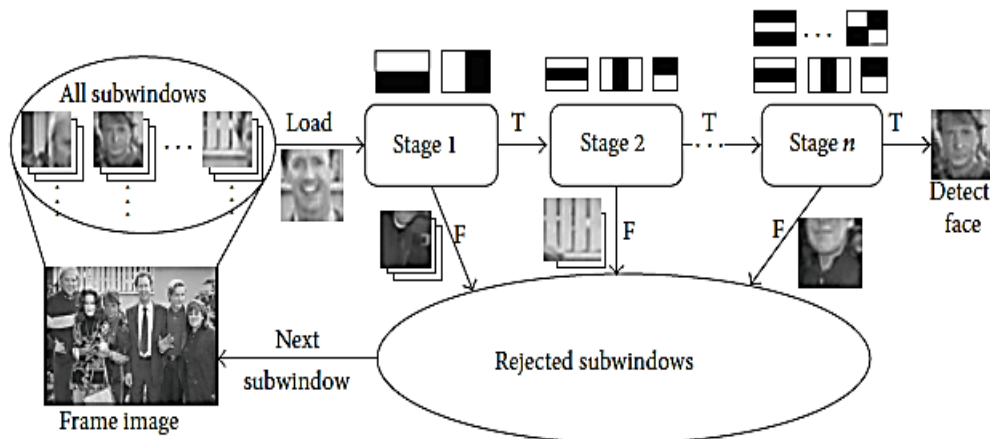 All subwindows
. . .
Load
Stage 1
T
Stage 2
T
. . .
. . .
Stage n
T
Detect
face
F
F
F
Rejected subwindows
Next
subwindow
Frame image